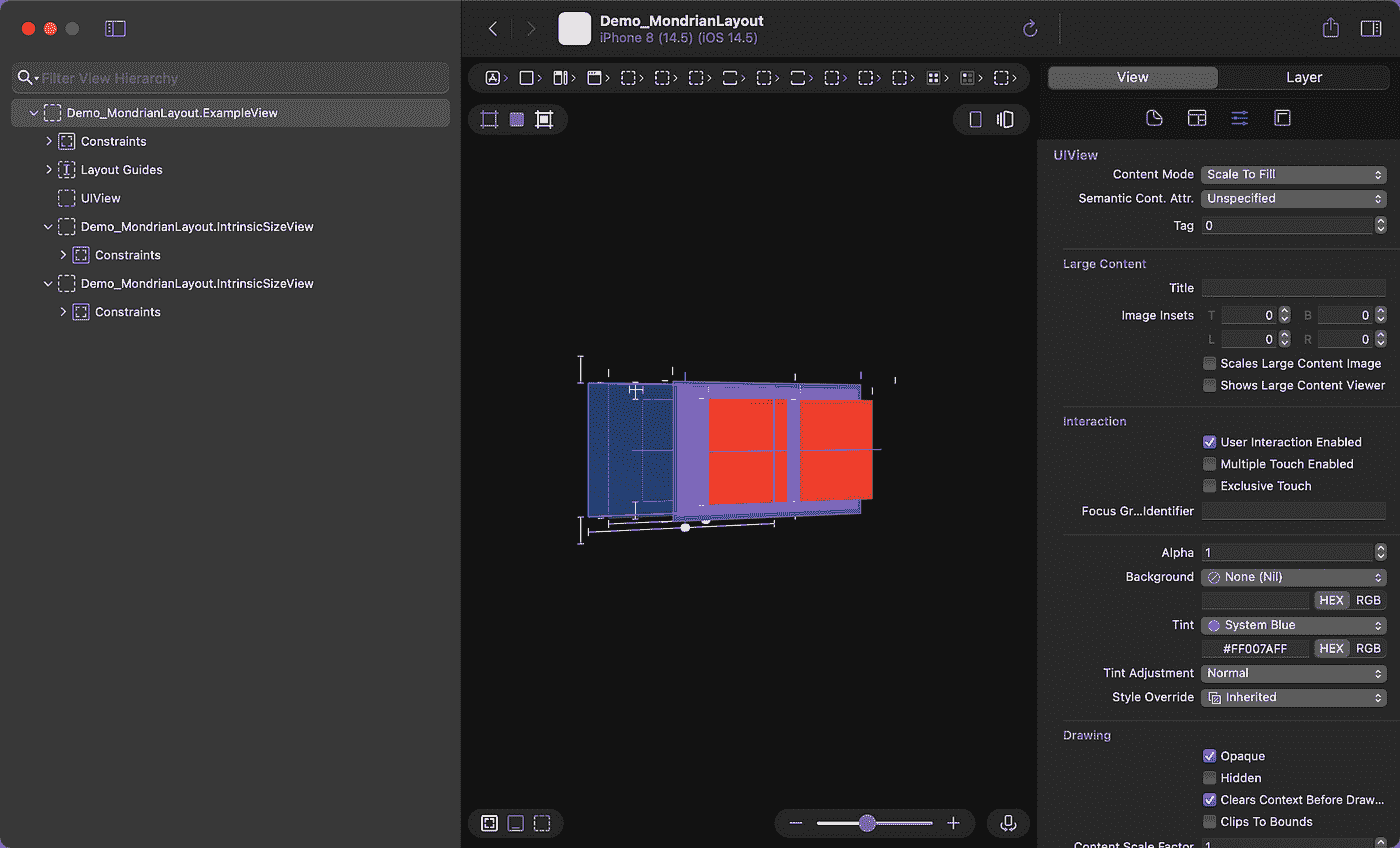 Demo_MondrianLayout
iPhone 8 (14.5) (iOS 14.5)
Filter View Hierarchy
Demo_MondrianLayout.ExampleView
Constraints
Layout Guides
UIView
Demo_MondrianLayout.IntrinsicSizeView
Constraints
Demo_MondrianLayout.IntrinsicSizeView
Constraints
View Layer
UIView
Content Mode Scale To Fill
Semantic Cont. Attr. Unspecified
Tag 0
Large Content
Title
Image Insets T 0 B 0
L 0 R 0
Scales Large Content Image
Shows Large Content Viewer
Interaction
User Interaction Enabled
Multiple Touch Enabled
Exclusive Touch
Focus Gr...Identifier
Alpha 1
Background None (Nil)
HEX RGB
Tint System Blue
#FF007AFF HEX RGB
Tint Adjustment Normal
Style Override Inherited
Drawing
Opaque
Hidden
Clears Context Before Draw...
Clips To Bounds
Content Scale Factor 1